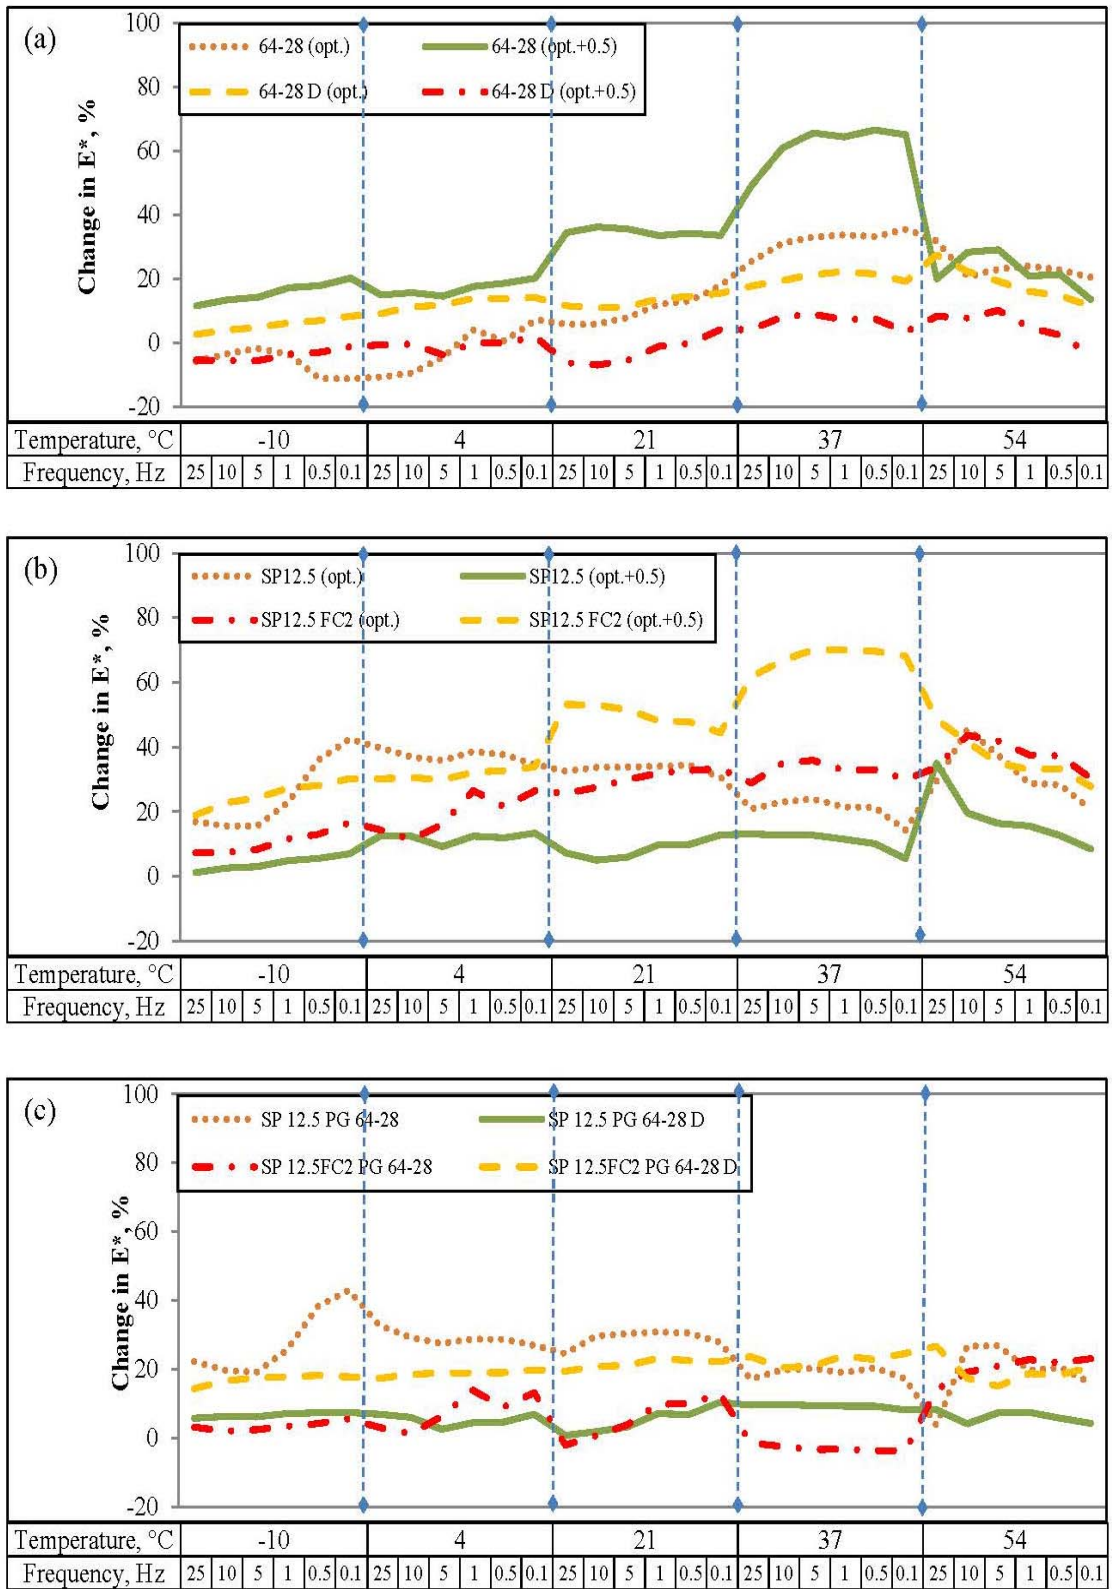 (a)
100
80
60
40
20
0
-20
Change in E*, %
64-28 (opt.) 64-28 (opt.+0.5)
64-28 D (opt.) 64-28 D (opt.+0.5)
Temperature, °C -10 4 21 37 54
Frequency, Hz 25 10 5 1 0.5 0.1 25 10 5 1 0.5 0.1 25 10 5 1 0.5 0.1 25 10 5 1 0.5 0.1 25 10 5 1 0.5 0.1
(b)
100
80
60
40
20
0
-20
Change in E*, %
SP12.5 (opt.) SP12.5 (opt.+0.5)
SP12.5 FC2 (opt.) SP12.5 FC2 (opt.+0.5)
Temperature, °C -10 4 21 37 54
Frequency, Hz 25 10 5 1 0.5 0.1 25 10 5 1 0.5 0.1 25 10 5 1 0.5 0.1 25 10 5 1 0.5 0.1 25 10 5 1 0.5 0.1
(c)
100
80
60
40
20
0
-20
Change in E*, %
SP 12.5 PG 64-28 SP 12.5 PG 64-28 D
SP 12.5FC2 PG 64-28 SP 12.5FC2 PG 64-28 D
Temperature, °C -10 4 21 37 54
Frequency, Hz 25 10 5 1 0.5 0.1 25 10 5 1 0.5 0.1 25 10 5 1 0.5 0.1 25 10 5 1 0.5 0.1 25 10 5 1 0.5 0.1